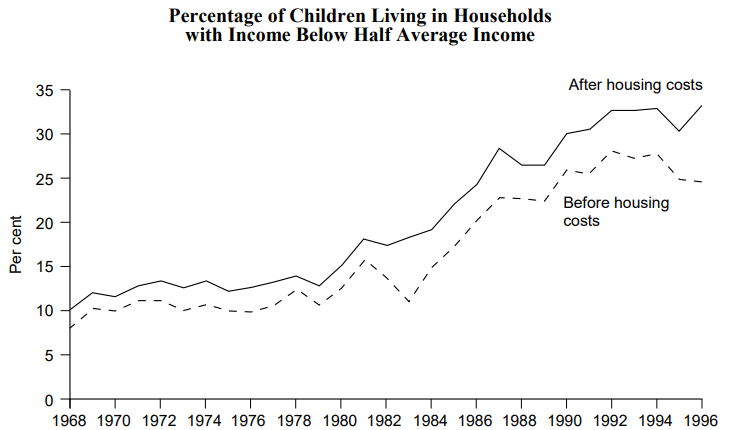 Percentage of Children Living in Households
with Income Below Half Average Income
After housing costs
35
30
25
20
15
10
5
0
Per cent
Before housing
costs
1968 1970 1972 1974 1976 1978 1980 1982 1984 1986 1988 1990 1992 1994 1996